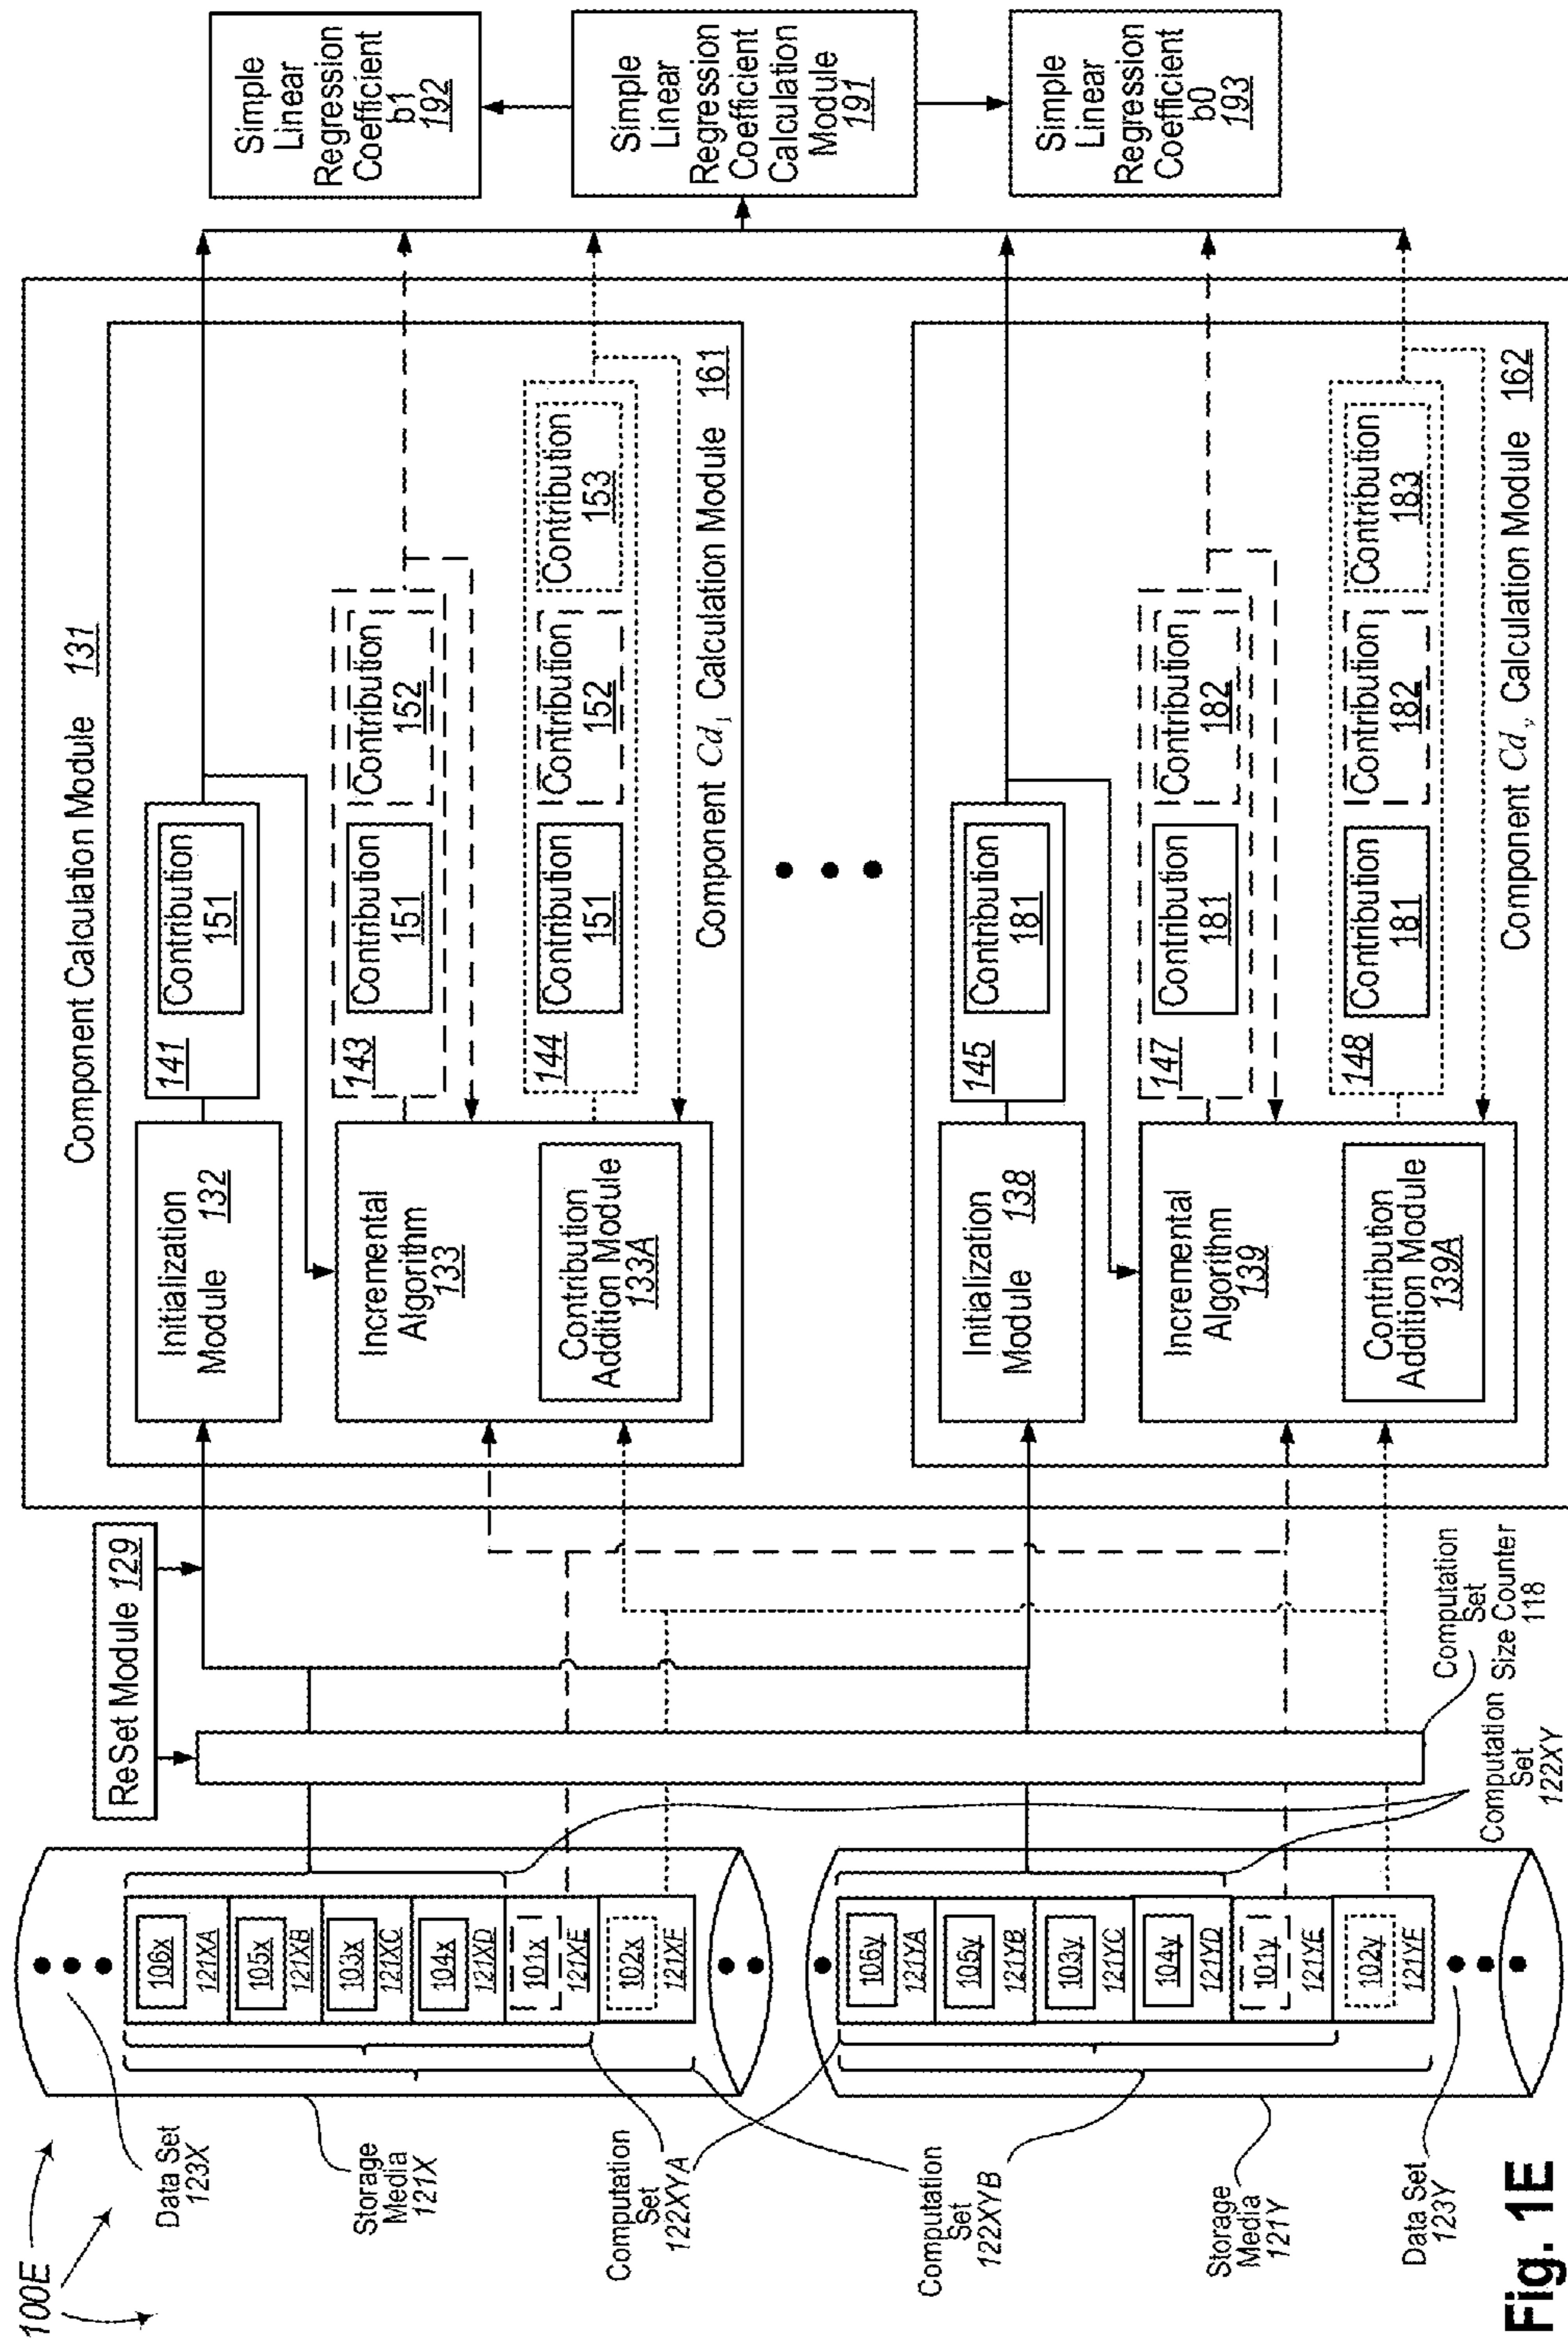 100E
Data Set
123X
Storage
Media
121X
Computation
Set
122XYA
Computation
Set
122XYB
Storage
Media
121Y
Data Set
123Y
106x
121XA
105x
121XB
103x
121XC
104x
121XD
101x
121XE
102x
121XF
106y
121YA
105y
121YB
103y
121YC
104y
121YD
101y
121YE
102y
121YF
ReSet Module 129
Computation
Set
Size Counter
118
Computation
Set
122XY
Component Calculation Module 131
Initialization
Module 132
141
Contribution
151
Incremental
Algorithm
133
Contribution
Addition Module
133A
143
Contribution
151
Contribution
152
144
Contribution
151
Contribution
152
Contribution
153
Component Cd1 Calculation Module 161
Initialization
Module 138
145
Contribution
181
Incremental
Algorithm
139
Contribution
Addition Module
139A
147
Contribution
181
Contribution
182
148
Contribution
181
Contribution
182
Contribution
183
Component Cdv Calculation Module 162
Simple
Linear
Regression
Coefficient
b1
192
Simple
Linear
Regression
Coefficient
Calculation
Module
191
Simple
Linear
Regression
Coefficient
b0
193
Fig. 1E